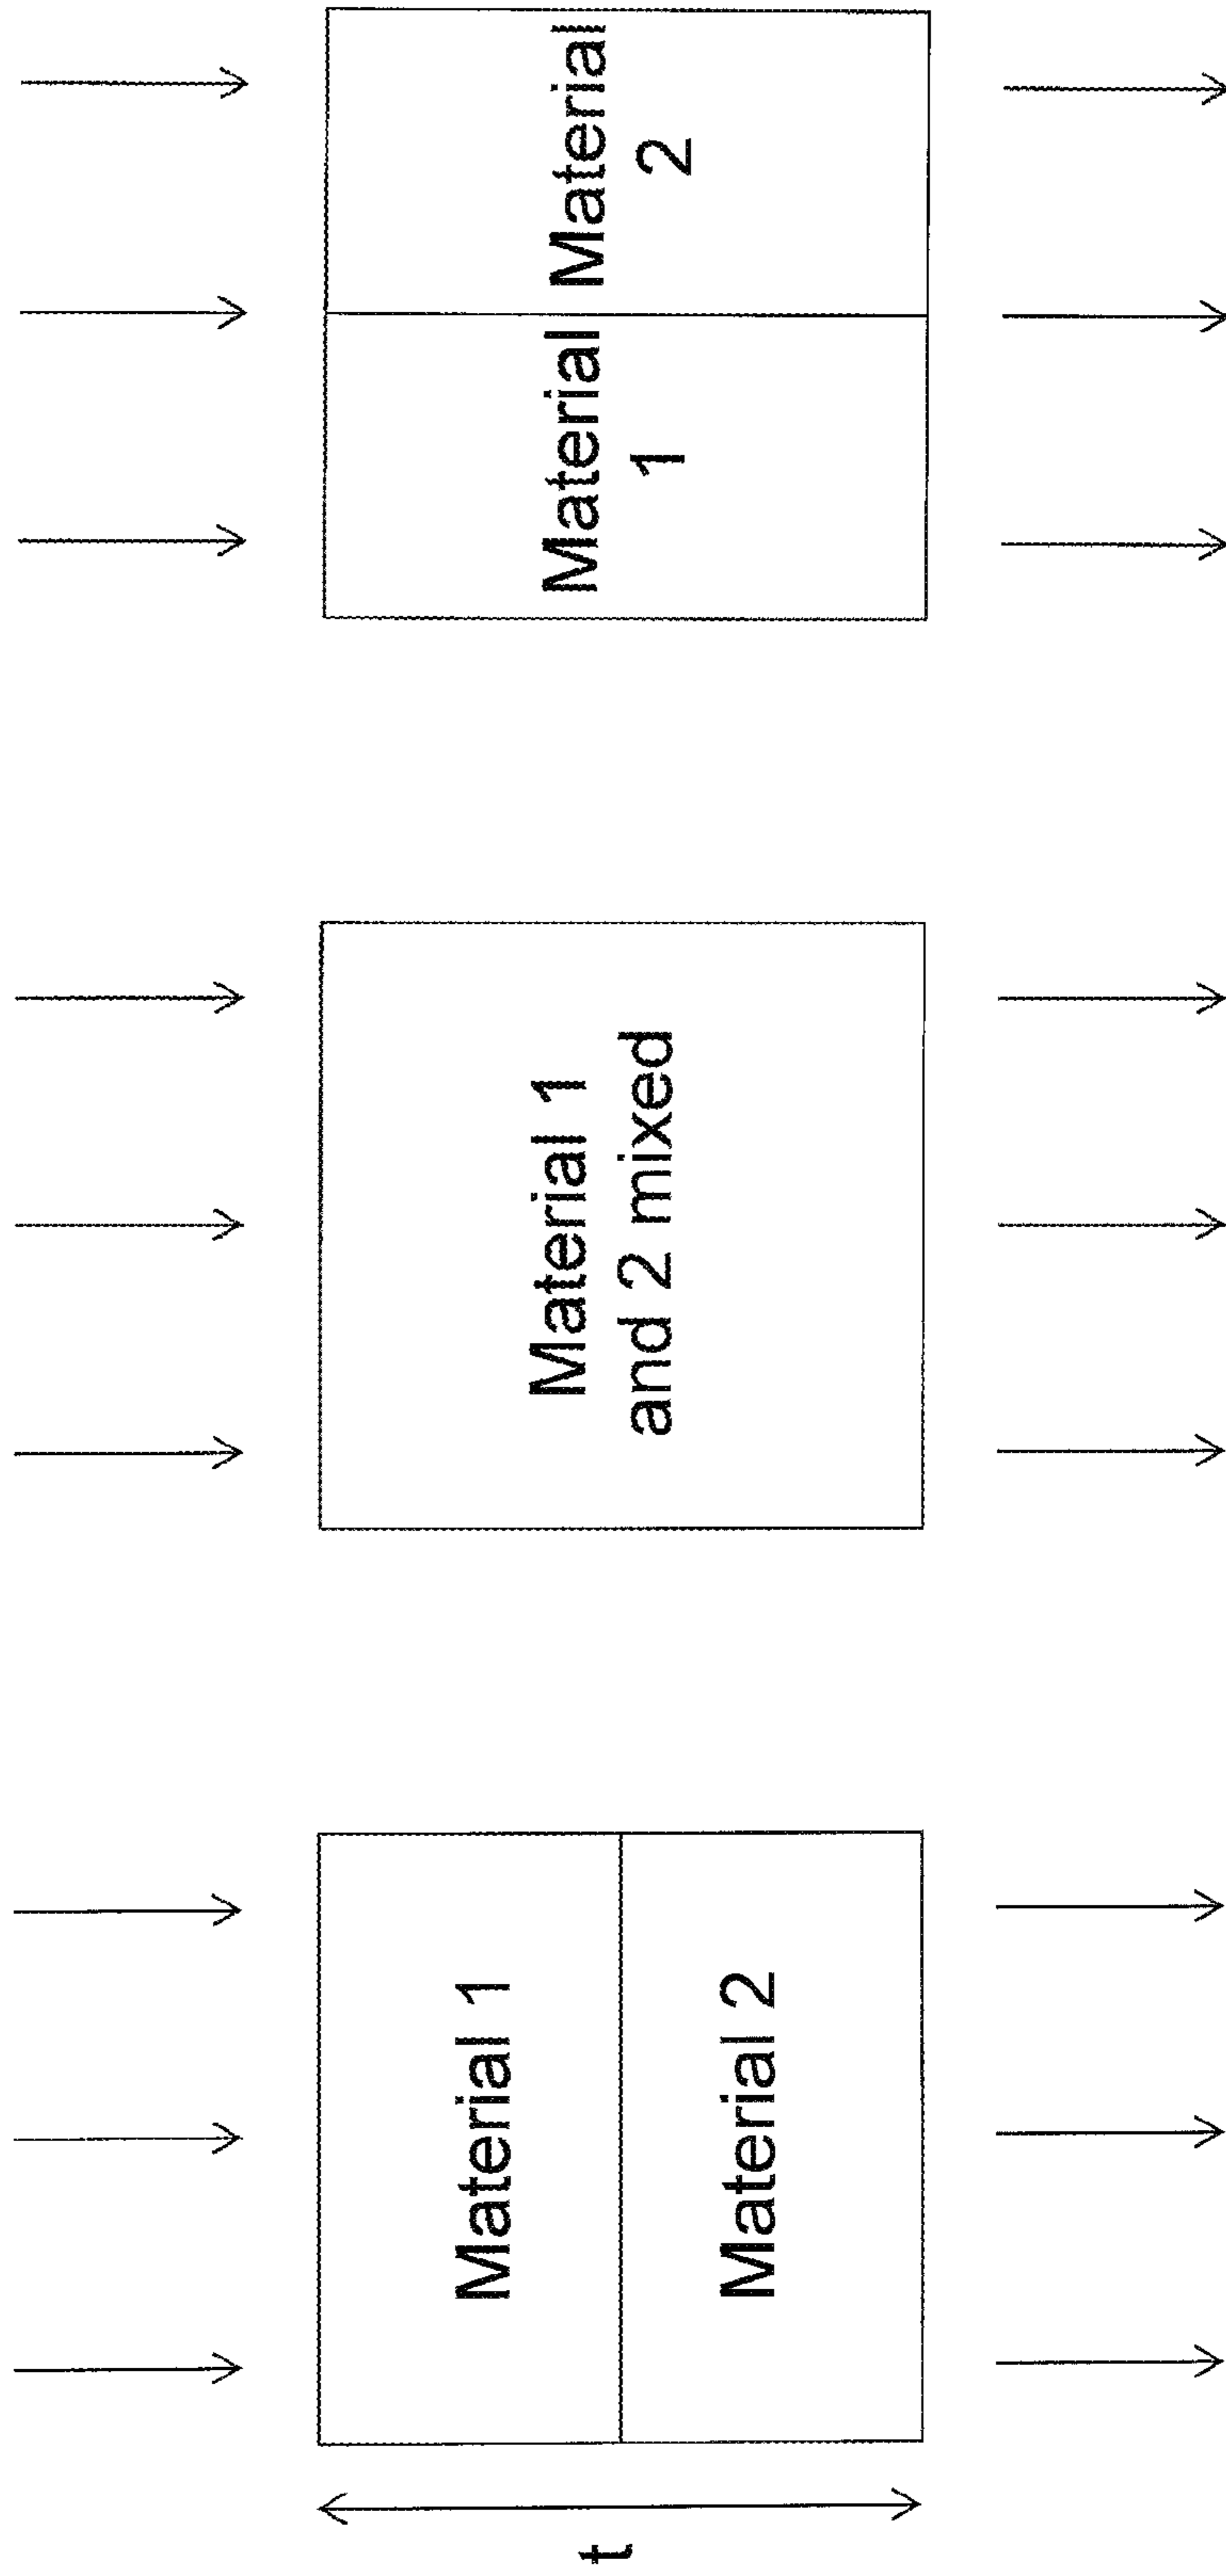 t
Material 1
Material 2
Material 1
and 2 mixed
Material
1
Material
2